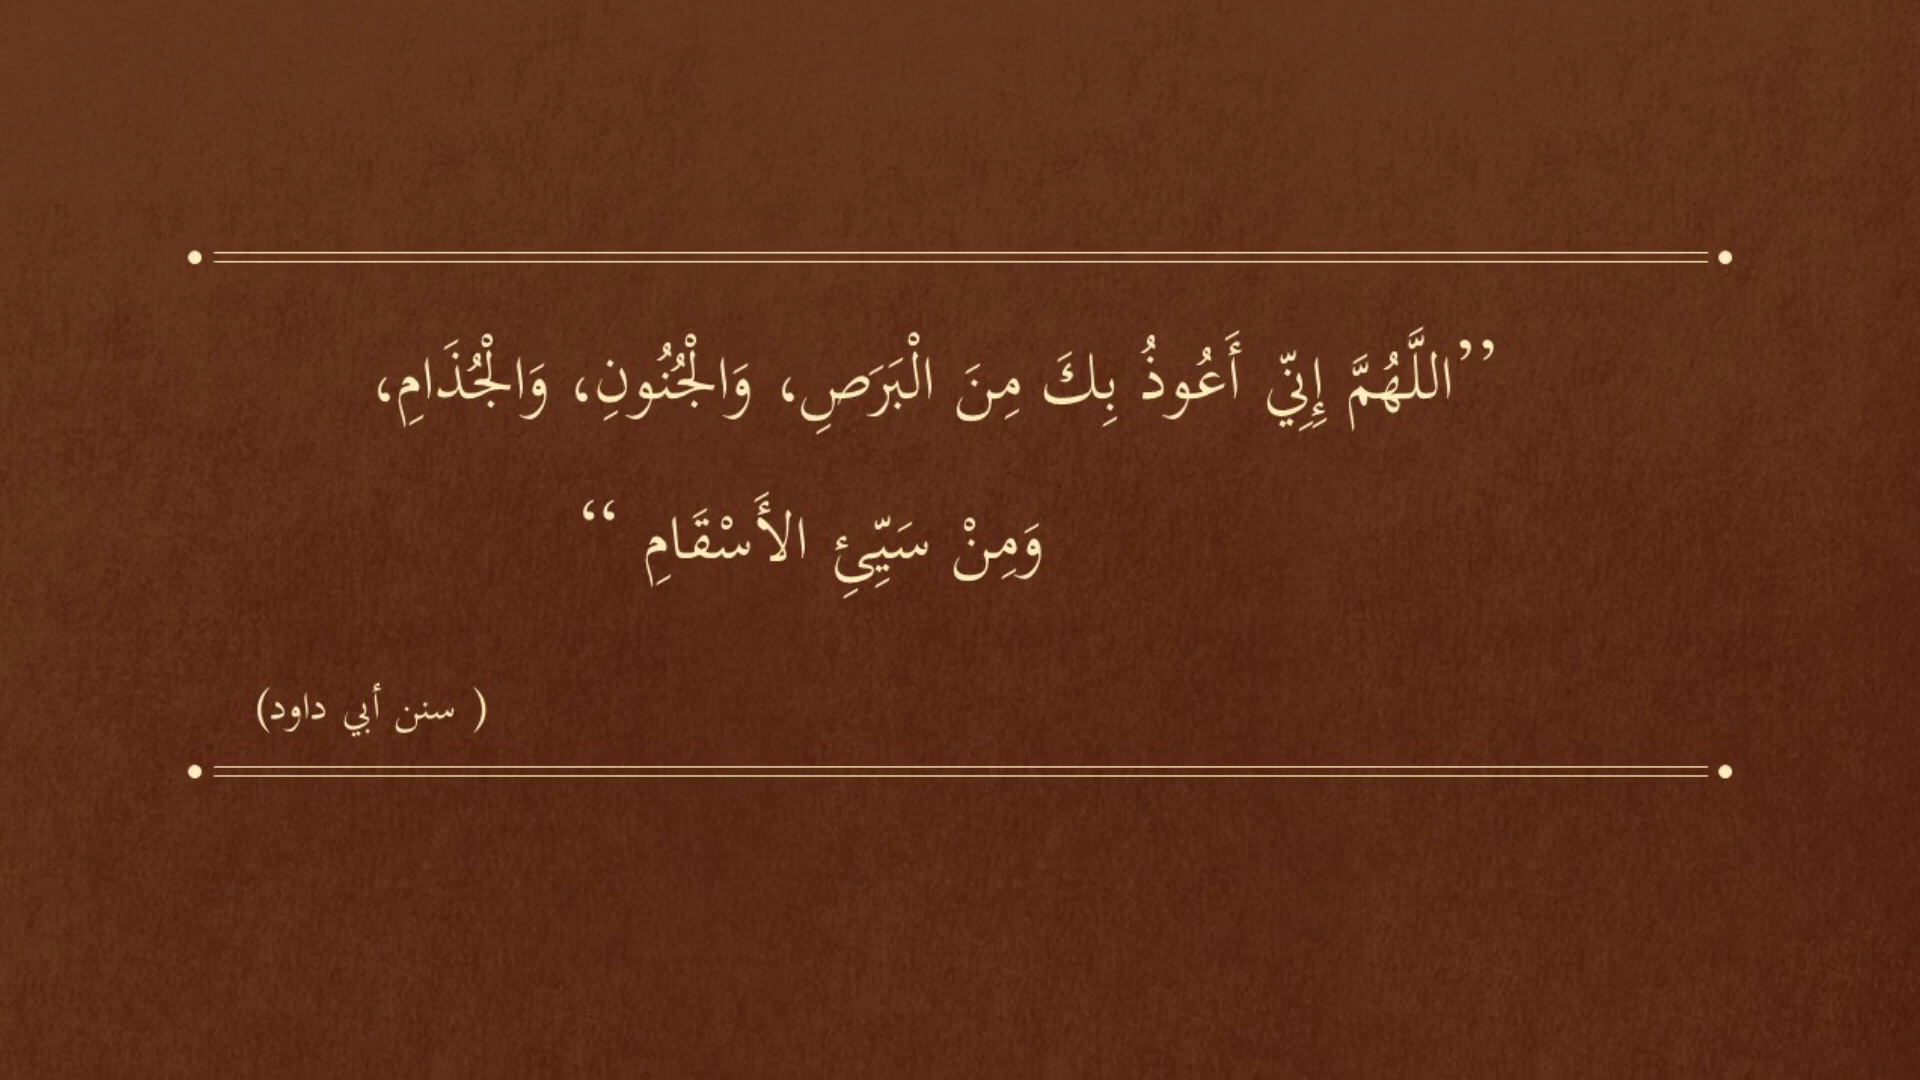 ’’اللَّهُمَّ إِنِّي أَعُوذُ بِكَ مِنَ الْبَرَصِ، وَالْجُنُونِ، وَالْجُذَامِ،
وَمِنْ سَيِّئِ الأَسْقَامِ ‘‘
( سنن أبي داود)